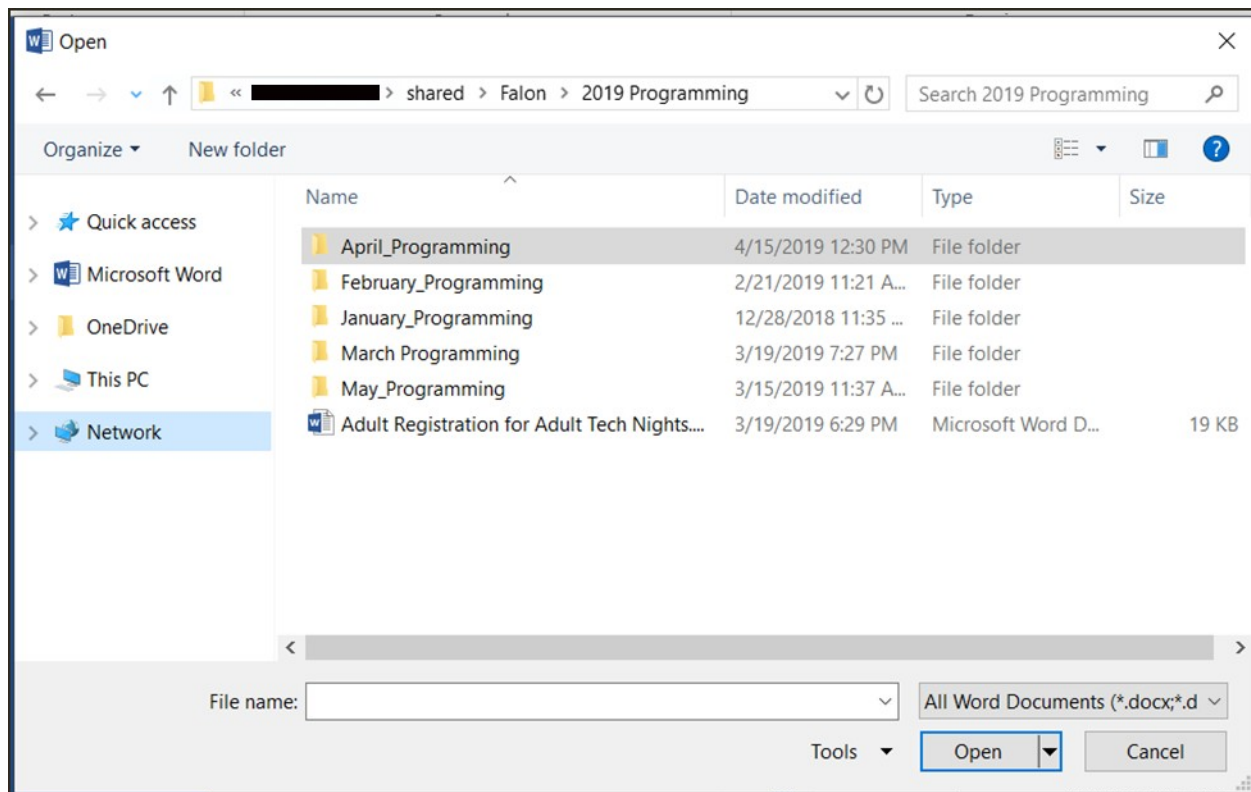 Open
« shared > Falon > 2019 Programming Search 2019 Programming
Organize New folder ?
Name Date modified Type Size
Quick access
Microsoft Word
OneDrive
This PC
Network
April_Programming 4/15/2019 12:30 PM File folder
February_Programming 2/21/2019 11:21 A... File folder
January_Programming 12/28/2018 11:35 ... File folder
March Programming 3/19/2019 7:27 PM File folder
May_Programming 3/15/2019 11:37 A... File folder
Adult Registration for Adult Tech Nights.... 3/19/2019 6:29 PM Microsoft Word D... 19 KB
File name: All Word Documents (*.docx;*.d
Tools Open Cancel